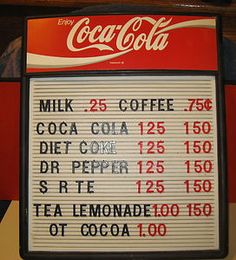 Enjoy
Coca-Cola
MILK .25 COFFEE .75¢
COCA COLA 125 150
DIET COKE 125 150
DR PEPPER 125 150
S R TE 125 150
TEA LEMONADE 1.00 150
OT COCOA 1.00